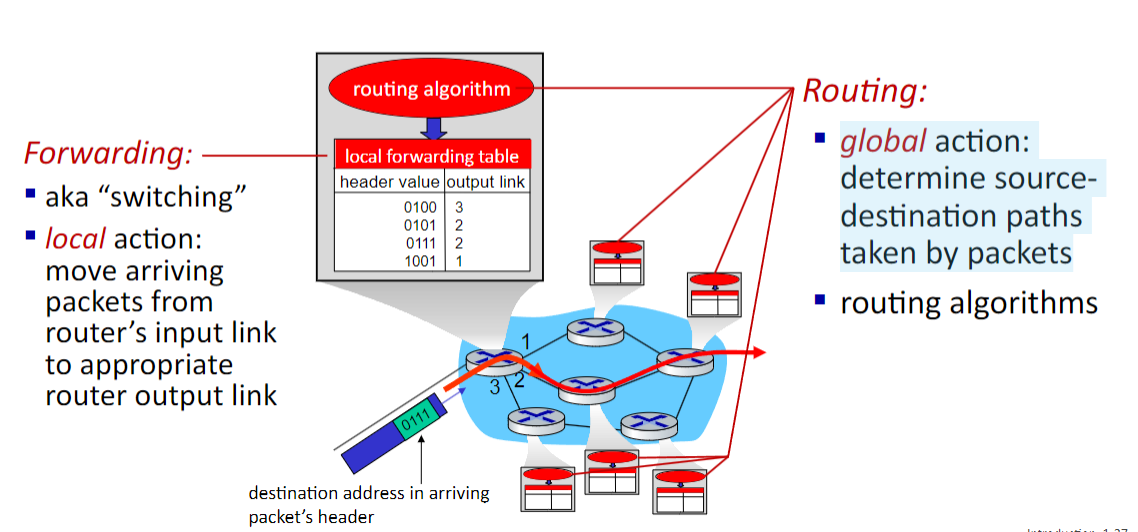 routing algorithm
local forwarding table
header value output link
0100 3
0101 2
0111 2
1001 1
Forwarding:
aka “switching”
local action:
move arriving
packets from
router’s input link
to appropriate
router output link
Routing:
global action:
determine source-
destination paths
taken by packets
routing algorithms
1
2
3
0111
destination address in arriving
packet’s header